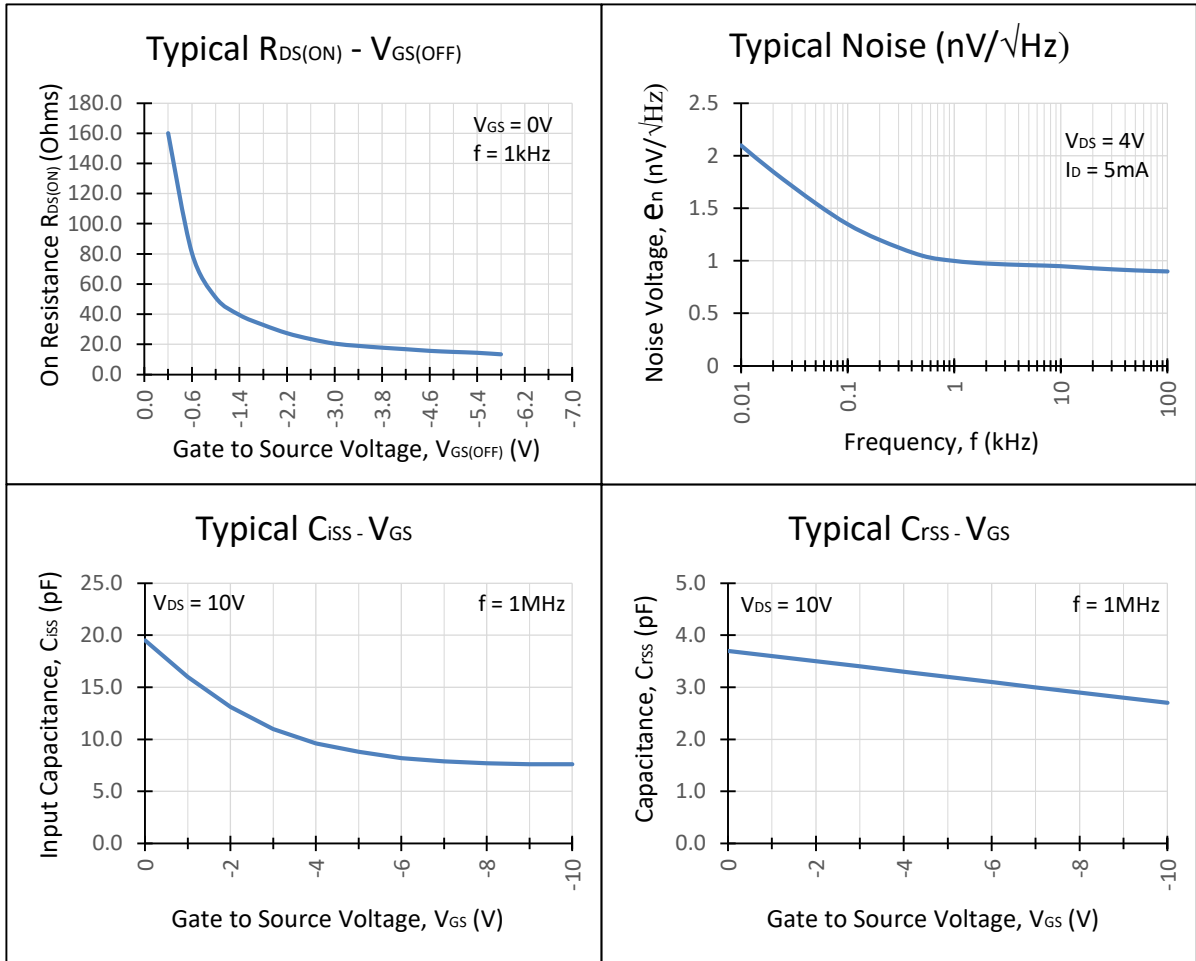 Typical RDS(ON) - VGS(OFF)
On Resistance RDS(ON) (Ohms)
180.0
160.0
140.0
120.0
100.0
80.0
60.0
40.0
20.0
0.0
VGS = 0V
f = 1kHz
0.0
-0.6
-1.4
-2.2
-3.0
-3.8
-4.6
-5.4
-6.2
-7.0
Gate to Source Voltage, VGS(OFF) (V)
Typical Noise (nV/√Hz)
Noise Voltage, en (nV/√Hz)
2.5
2
1.5
1
0.5
0
VDS = 4V
ID = 5mA
0.01
0.1
1
10
100
Frequency, f (kHz)
Typical Ciss - VGS
Input Capacitance, Ciss (pF)
25.0
20.0
15.0
10.0
5.0
0.0
VDS = 10V
f = 1MHz
0
-2
-4
-6
-8
-10
Gate to Source Voltage, VGS (V)
Typical Crss - VGS
Capacitance, Crss (pF)
5.0
4.0
3.0
2.0
1.0
0.0
VDS = 10V
f = 1MHz
0
-2
-4
-6
-8
-10
Gate to Source Voltage, VGS (V)